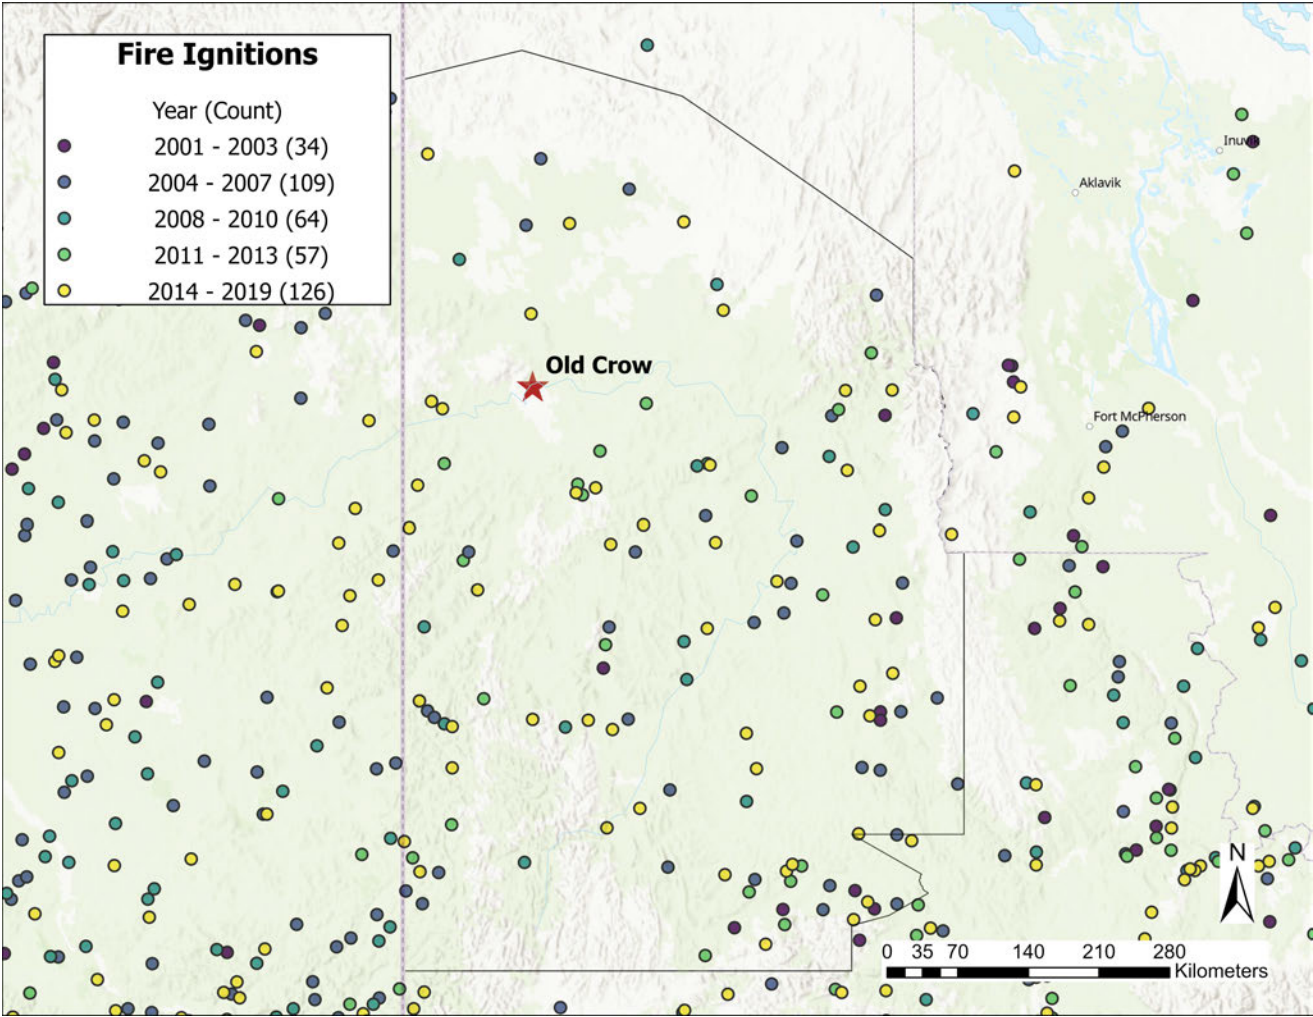 Fire Ignitions
Year (Count)
2001 - 2003 (34)
2004 - 2007 (109)
2008 - 2010 (64)
2011 - 2013 (57)
2014 - 2019 (126)
Inuvik
Aklavik
Old Crow
Fort McPherson
N
0 35 70 140 210 280
Kilometers